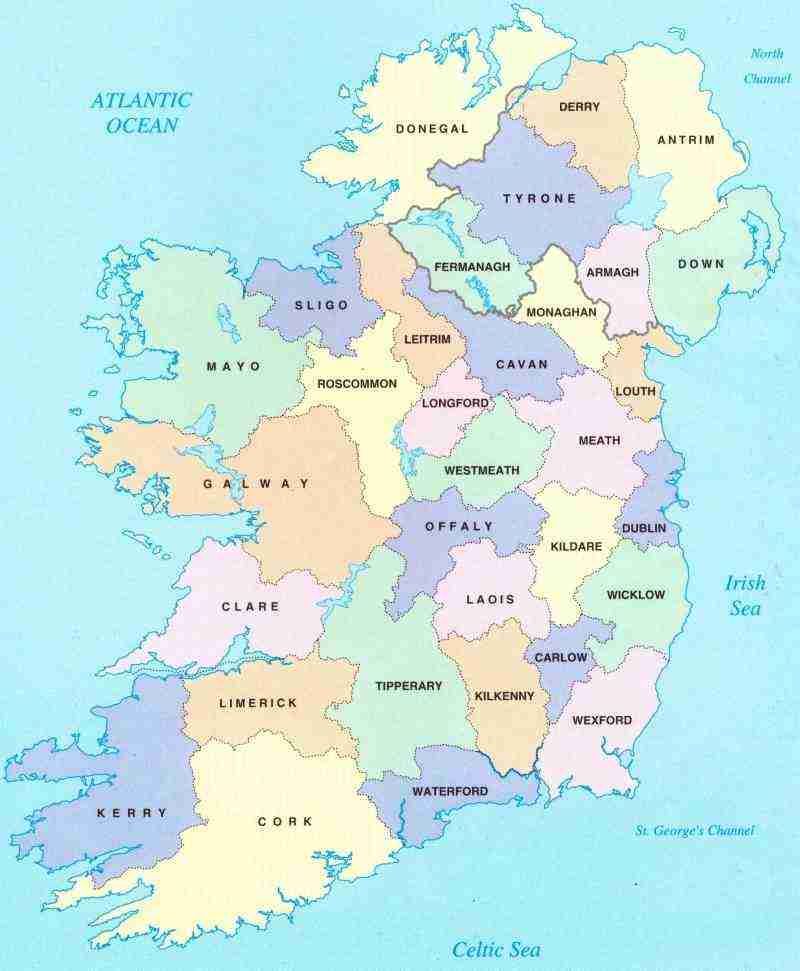 North
Channel
ATLANTIC
OCEAN
DERRY
DONEGAL
ANTRIM
TYRONE
FERMANAGH
ARMAGH
DOWN
SLIGO
MONAGHAN
LEITRIM
CAVAN
MAYO
ROSCOMMON
LOUTH
LONGFORD
MEATH
WESTMEATH
GALWAY
OFFALY
DUBLIN
KILDARE
Irish
Sea
CLARE
LAOIS
WICKLOW
CARLOW
TIPPERARY
KILKENNY
LIMERICK
WEXFORD
WATERFORD
KERRY
CORK
St. George's Channel
Celtic Sea